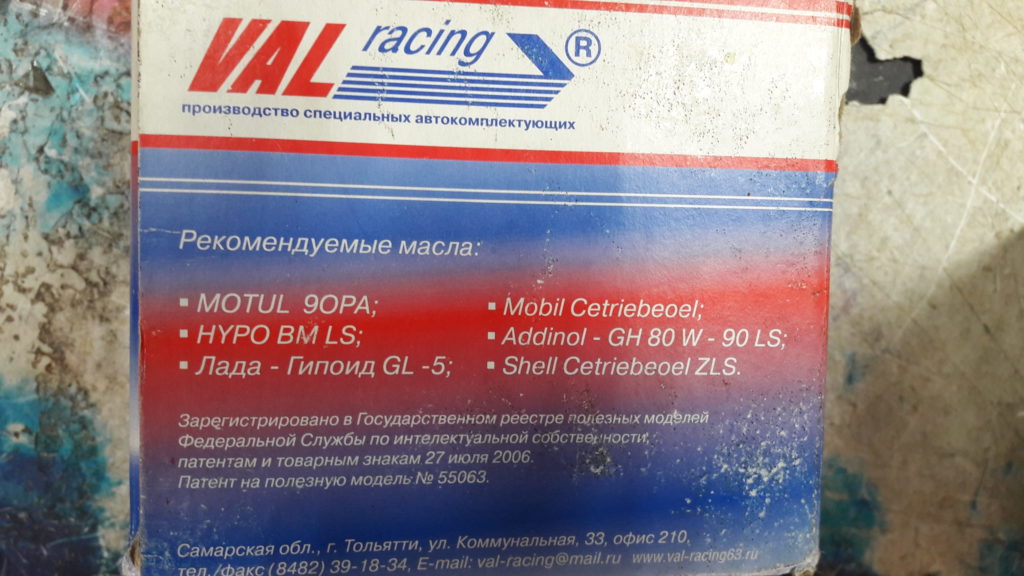 VAL racing ®
производство специальных автокомплектующих
Рекомендуемые масла:
▪ MOTUL 9OPA;
▪ HYPO BM LS;
▪ Лада - Гипоид GL -5;
▪ Mobil Cetriebeoel;
▪ Addinol - GH 80 W - 90 LS;
▪ Shell Cetriebeoel ZLS.
Зарегистрировано в Государственном реестре полезных моделей
Федеральной Службы по интелектуальной собственности,
патентам и товарным знакам 27 июля 2006.
Патент на полезную модель № 55063.
Самарская обл., г. Тольятти, ул. Коммунальная, 33, офис 210,
тел./факс (8482) 39-18-34, E-mail: val-racing@mail.ru www.val-racing63.ru